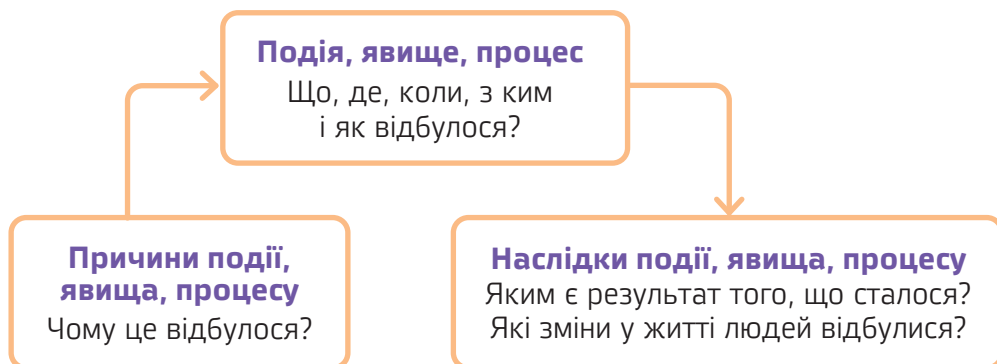 Подія, явище, процес
Що, де, коли, з ким
і як відбулося?
Причини події,
явища, процесу
Чому це відбулося?
Наслідки події, явища, процесу
Яким є результат того, що сталося?
Які зміни у житті людей відбулися?